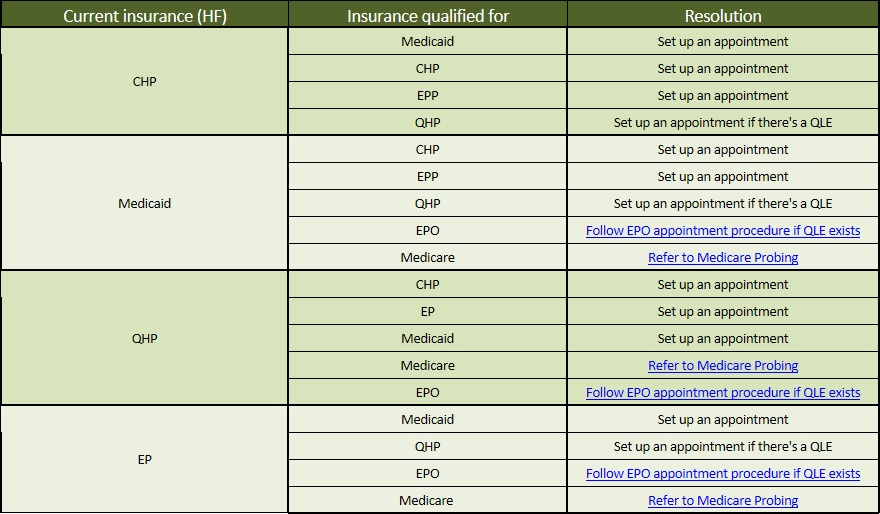 Current insurance (HF) Insurance qualified for Resolution
CHP
Medicaid Set up an appointment
CHP Set up an appointment
EPP Set up an appointment
QHP Set up an appointment if there's a QLE
Medicaid
CHP Set up an appointment
EPP Set up an appointment
QHP Set up an appointment if there's a QLE
EPO Follow EPO appointment procedure if QLE exists
Medicare Refer to Medicare Probing
QHP
CHP Set up an appointment
EP Set up an appointment
Medicaid Set up an appointment
Medicare Refer to Medicare Probing
EPO Follow EPO appointment procedure if QLE exists
EP
Medicaid Set up an appointment
QHP Set up an appointment if there's a QLE
EPO Follow EPO appointment procedure if QLE exists
Medicare Refer to Medicare Probing